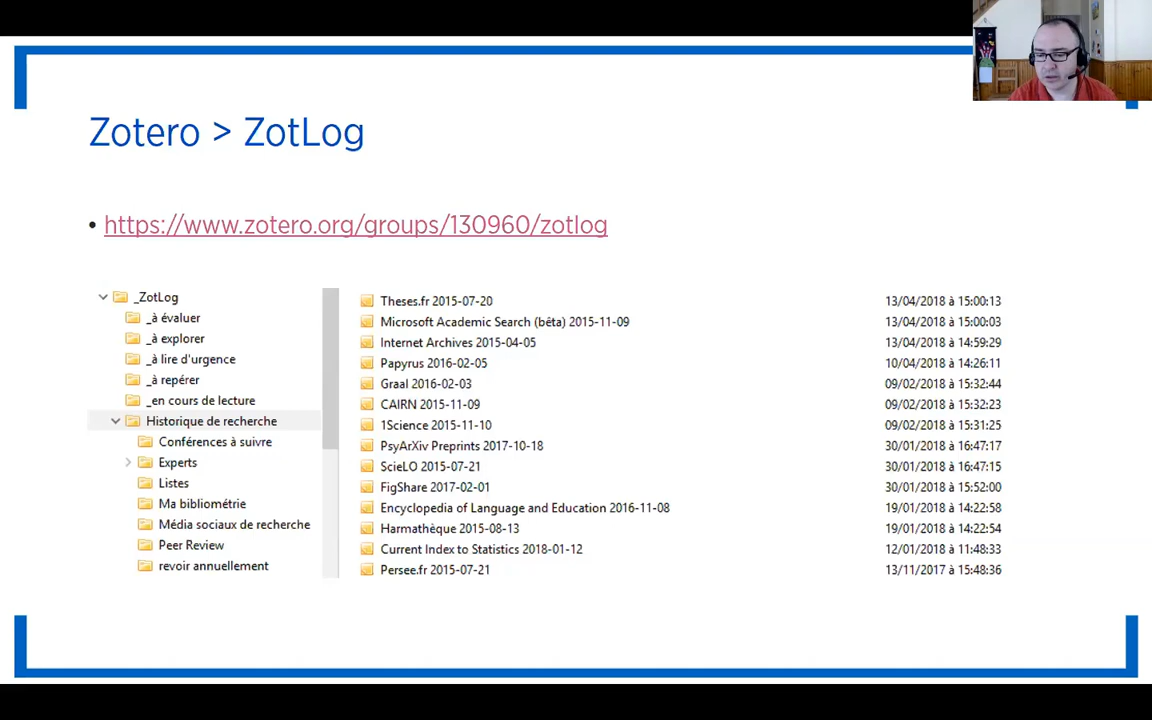 Zotero > ZotLog
• https://www.zotero.org/groups/130960/zotlog
_ZotLog
_à évaluer
_à explorer
_à lire d'urgence
_à repérer
_en cours de lecture
Historique de recherche
Conférences à suivre
Experts
Listes
Ma bibliométrie
Média sociaux de recherche
Peer Review
revoir annuellement
Theses.fr 2015-07-20 13/04/2018 à 15:00:13
Microsoft Academic Search (bêta) 2015-11-09 13/04/2018 à 15:00:03
Internet Archives 2015-04-05 13/04/2018 à 14:59:29
Papyrus 2016-02-05 10/04/2018 à 14:26:11
Graal 2016-02-03 09/02/2018 à 15:32:44
CAIRN 2015-11-09 09/02/2018 à 15:32:23
1Science 2015-11-10 09/02/2018 à 15:31:25
PsyArXiv Preprints 2017-10-18 30/01/2018 à 16:47:17
ScieLO 2015-07-21 30/01/2018 à 16:47:15
FigShare 2017-02-01 30/01/2018 à 15:52:00
Encyclopedia of Language and Education 2016-11-08 19/01/2018 à 14:22:58
Harmathèque 2015-08-13 19/01/2018 à 14:22:54
Current Index to Statistics 2018-01-12 12/01/2018 à 11:48:33
Persee.fr 2015-07-21 13/11/2017 à 15:48:36